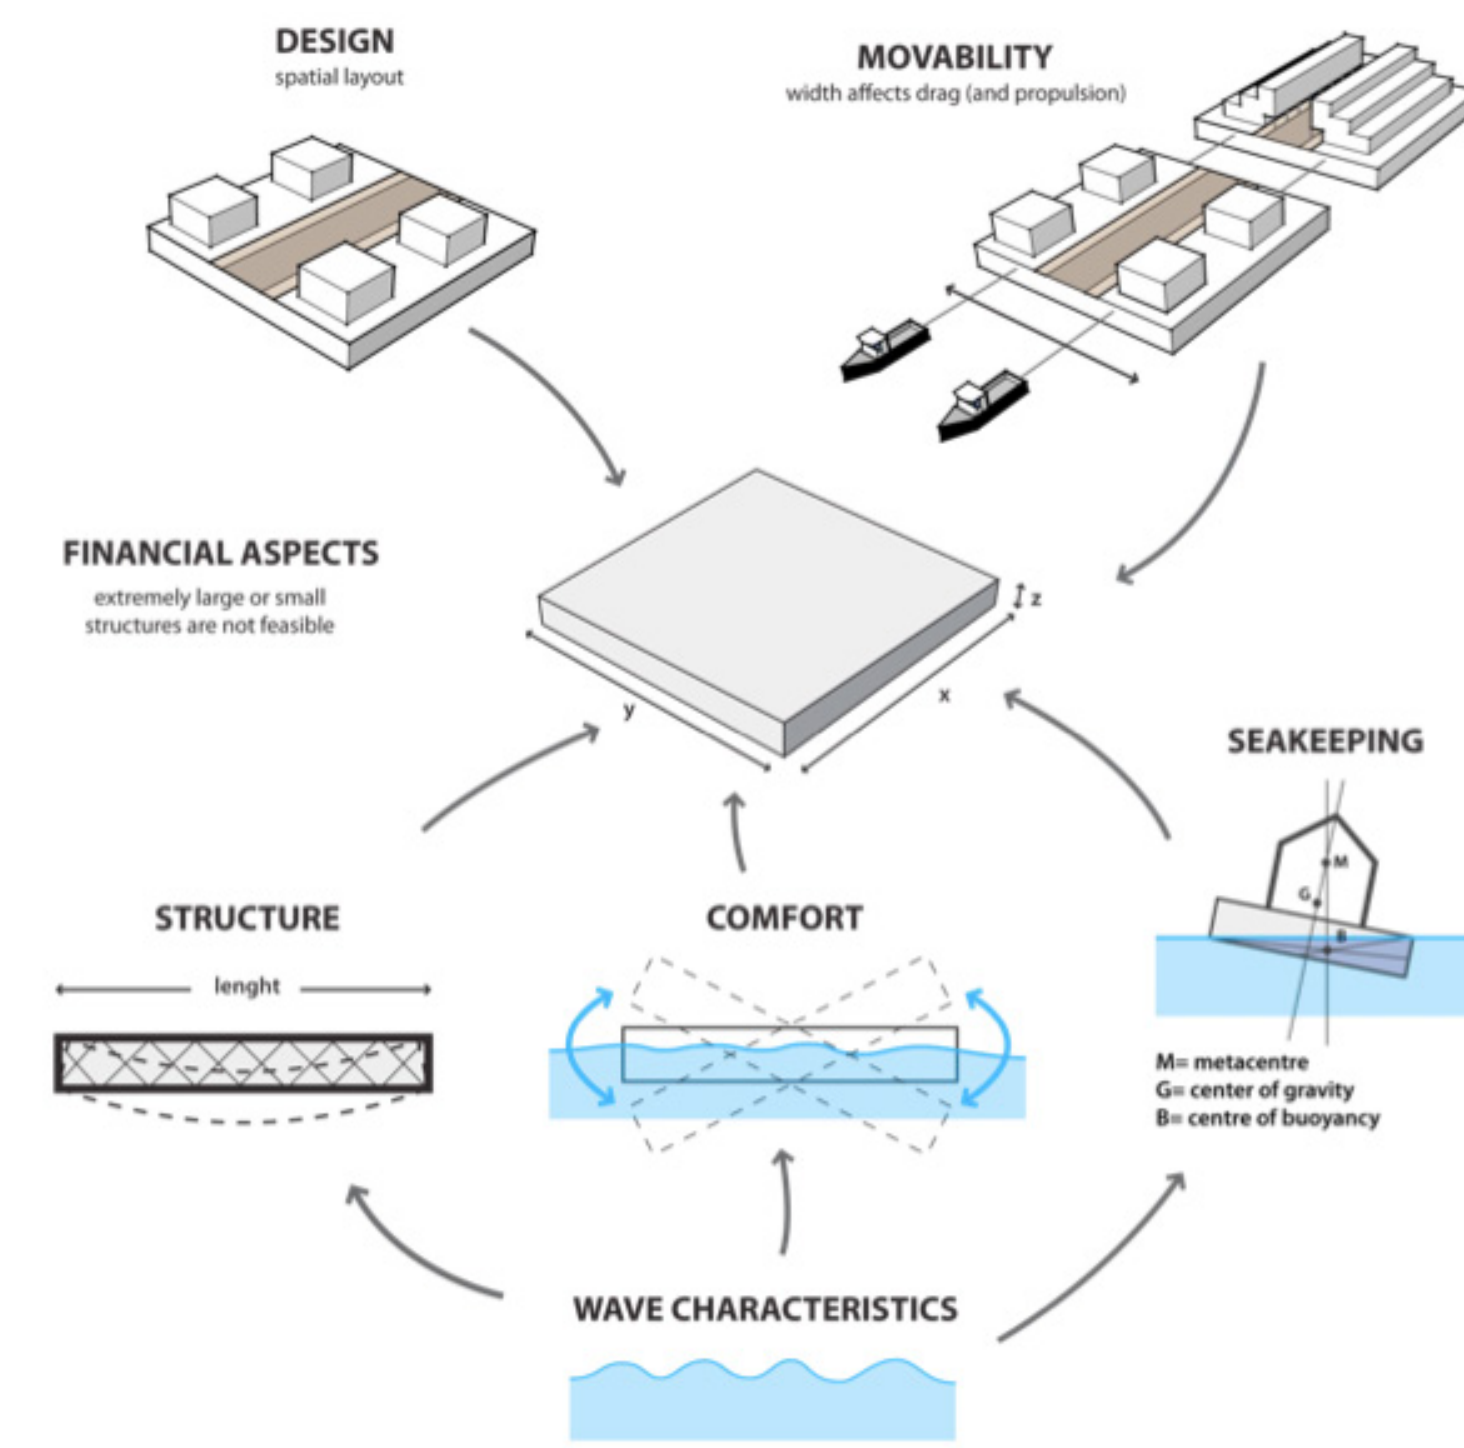 DESIGN
spatial layout
MOVABILITY
width affects drag (and propulsion)
FINANCIAL ASPECTS
extremely large or small
structures are not feasible
z
x
y
SEAKEEPING
M
G
B
STRUCTURE
lenght
COMFORT
M= metacentre
G= center of gravity
B= centre of buoyancy
WAVE CHARACTERISTICS